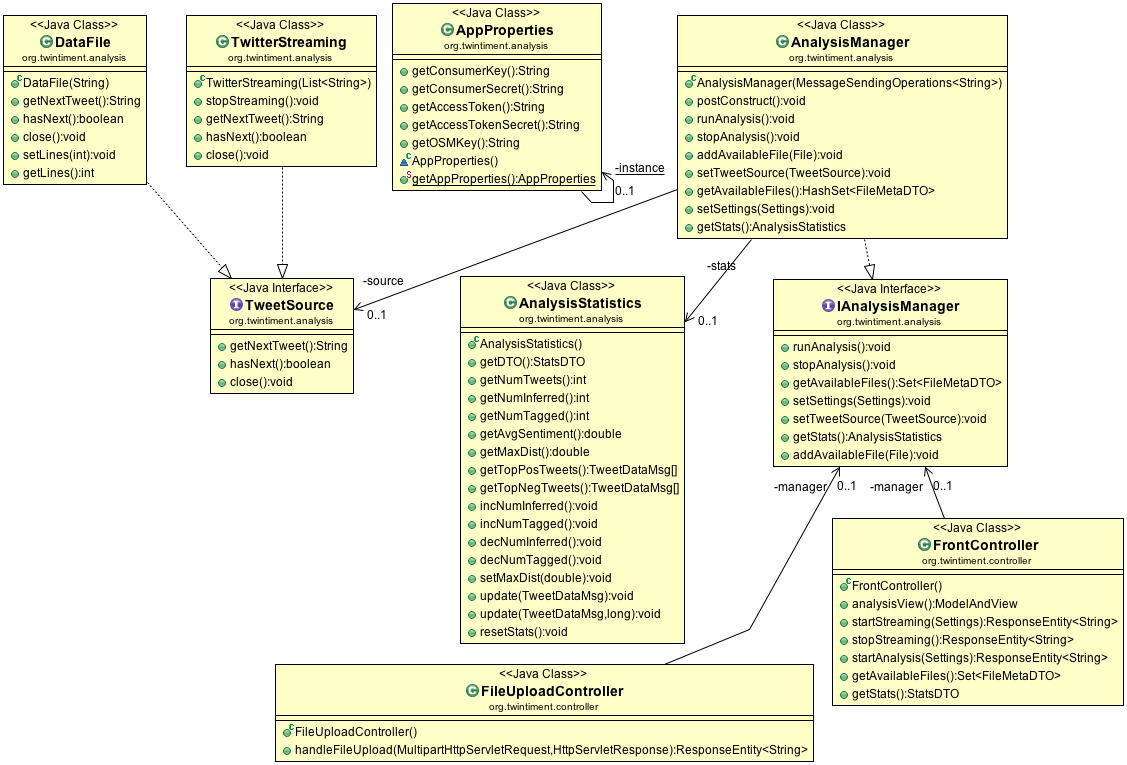 <<Java Class>>
DataFile
org.twintiment.analysis
DataFile(String)
getNextTweet():String
hasNext():boolean
close():void
setLines(int):void
getLines():int
<<Java Class>>
TwitterStreaming
org.twintiment.analysis
TwitterStreaming(List<String>)
stopStreaming():void
getNextTweet():String
hasNext():boolean
close():void
<<Java Class>>
AppProperties
org.twintiment.analysis
getConsumerKey():String
getConsumerSecret():String
getAccessToken():String
getAccessTokenSecret():String
getOSMKey():String
AppProperties()
getAppProperties():AppProperties
-instance
0..1
<<Java Class>>
AnalysisManager
org.twintiment.analysis
AnalysisManager(MessageSendingOperations<String>)
postConstruct():void
runAnalysis():void
stopAnalysis():void
addAvailableFile(File):void
setTweetSource(TweetSource):void
getAvailableFiles():HashSet<FileMetaDTO>
setSettings(Settings):void
getStats():AnalysisStatistics
-source
0..1
-stats
0..1
<<Java Interface>>
TweetSource
org.twintiment.analysis
getNextTweet():String
hasNext():boolean
close():void
<<Java Class>>
AnalysisStatistics
org.twintiment.analysis
AnalysisStatistics()
getDTO():StatsDTO
getNumTweets():int
getNumInferred():int
getNumTagged():int
getAvgSentiment():double
getMaxDist():double
getTopPosTweets():TweetDataMsg[]
getTopNegTweets():TweetDataMsg[]
incNumInferred():void
incNumTagged():void
decNumInferred():void
decNumTagged():void
setMaxDist(double):void
update(TweetDataMsg):void
update(TweetDataMsg,long):void
resetStats():void
<<Java Interface>>
IAnalysisManager
org.twintiment.analysis
runAnalysis():void
stopAnalysis():void
getAvailableFiles():Set<FileMetaDTO>
setSettings(Settings):void
setTweetSource(TweetSource):void
getStats():AnalysisStatistics
addAvailableFile(File):void
-manager
0..1
-manager
0..1
<<Java Class>>
FrontController
org.twintiment.controller
FrontController()
analysisView():ModelAndView
startStreaming(Settings):ResponseEntity<String>
stopStreaming():ResponseEntity<String>
startAnalysis(Settings):ResponseEntity<String>
getAvailableFiles():Set<FileMetaDTO>
getStats():StatsDTO
<<Java Class>>
FileUploadController
org.twintiment.controller
FileUploadController()
handleFileUpload(MultipartHttpServletRequest,HttpServletResponse):ResponseEntity<String>